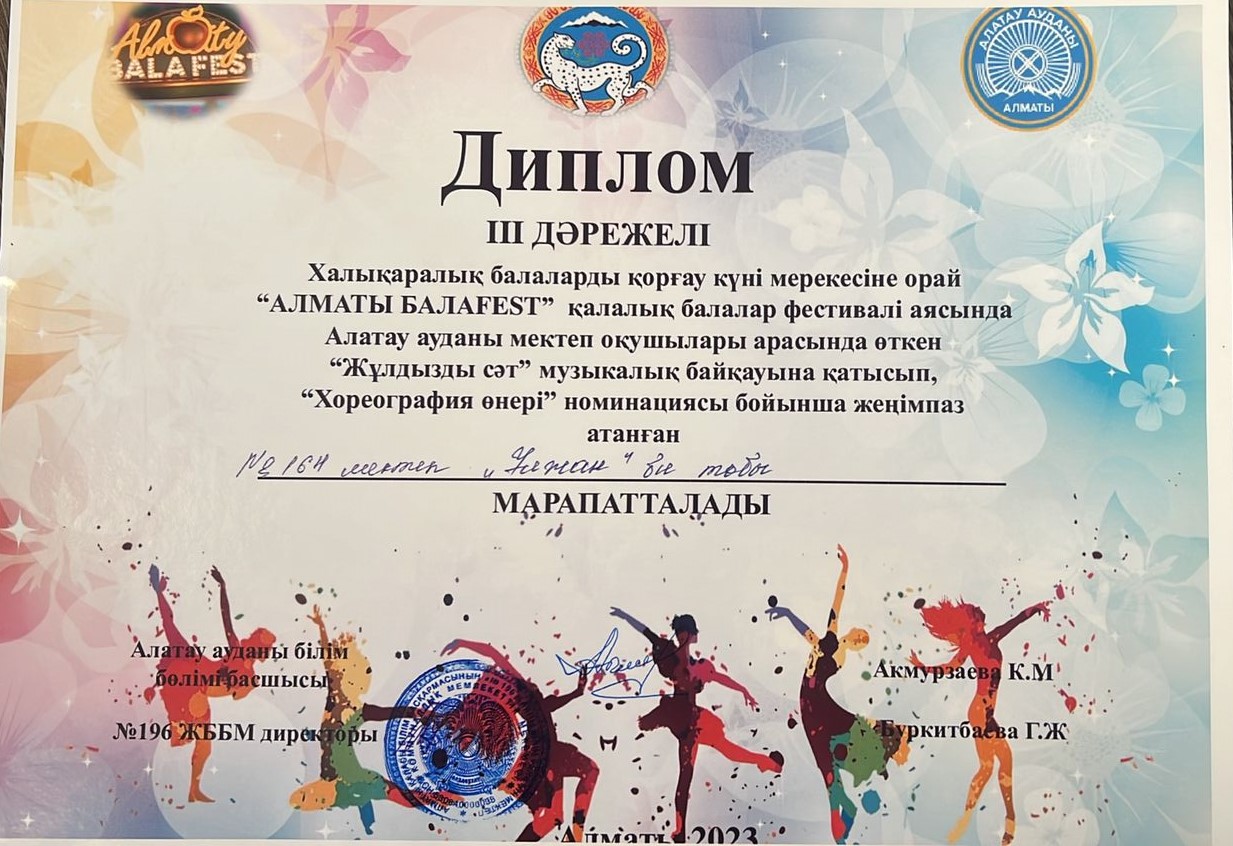 AlmaCity
BALAFEST
АЛАТАУ АУДАНЫ
АЛМАТЫ
Диплом
ІІІ ДӘРЕЖЕЛІ
Халықаралық балаларды қорғау күні мерекесіне орай
“АЛМАТЫ БАЛАFEST” қалалық балалар фестивалі аясында
Алатау ауданы мектеп оқушылары арасында өткен
“Жұлдызды сәт” музыкалық байқауына қатысып,
“Хореография өнері” номинациясы бойынша жеңімпаз
атанған
№164 мектеп би тобы
МАРАПАТТАЛАДЫ
Алатау ауданы білім
бөлімі басшысы
Акмурзаева К.М
№196 ЖББМ директоры
Буркитбаева Г.Ж
Алматы 2023